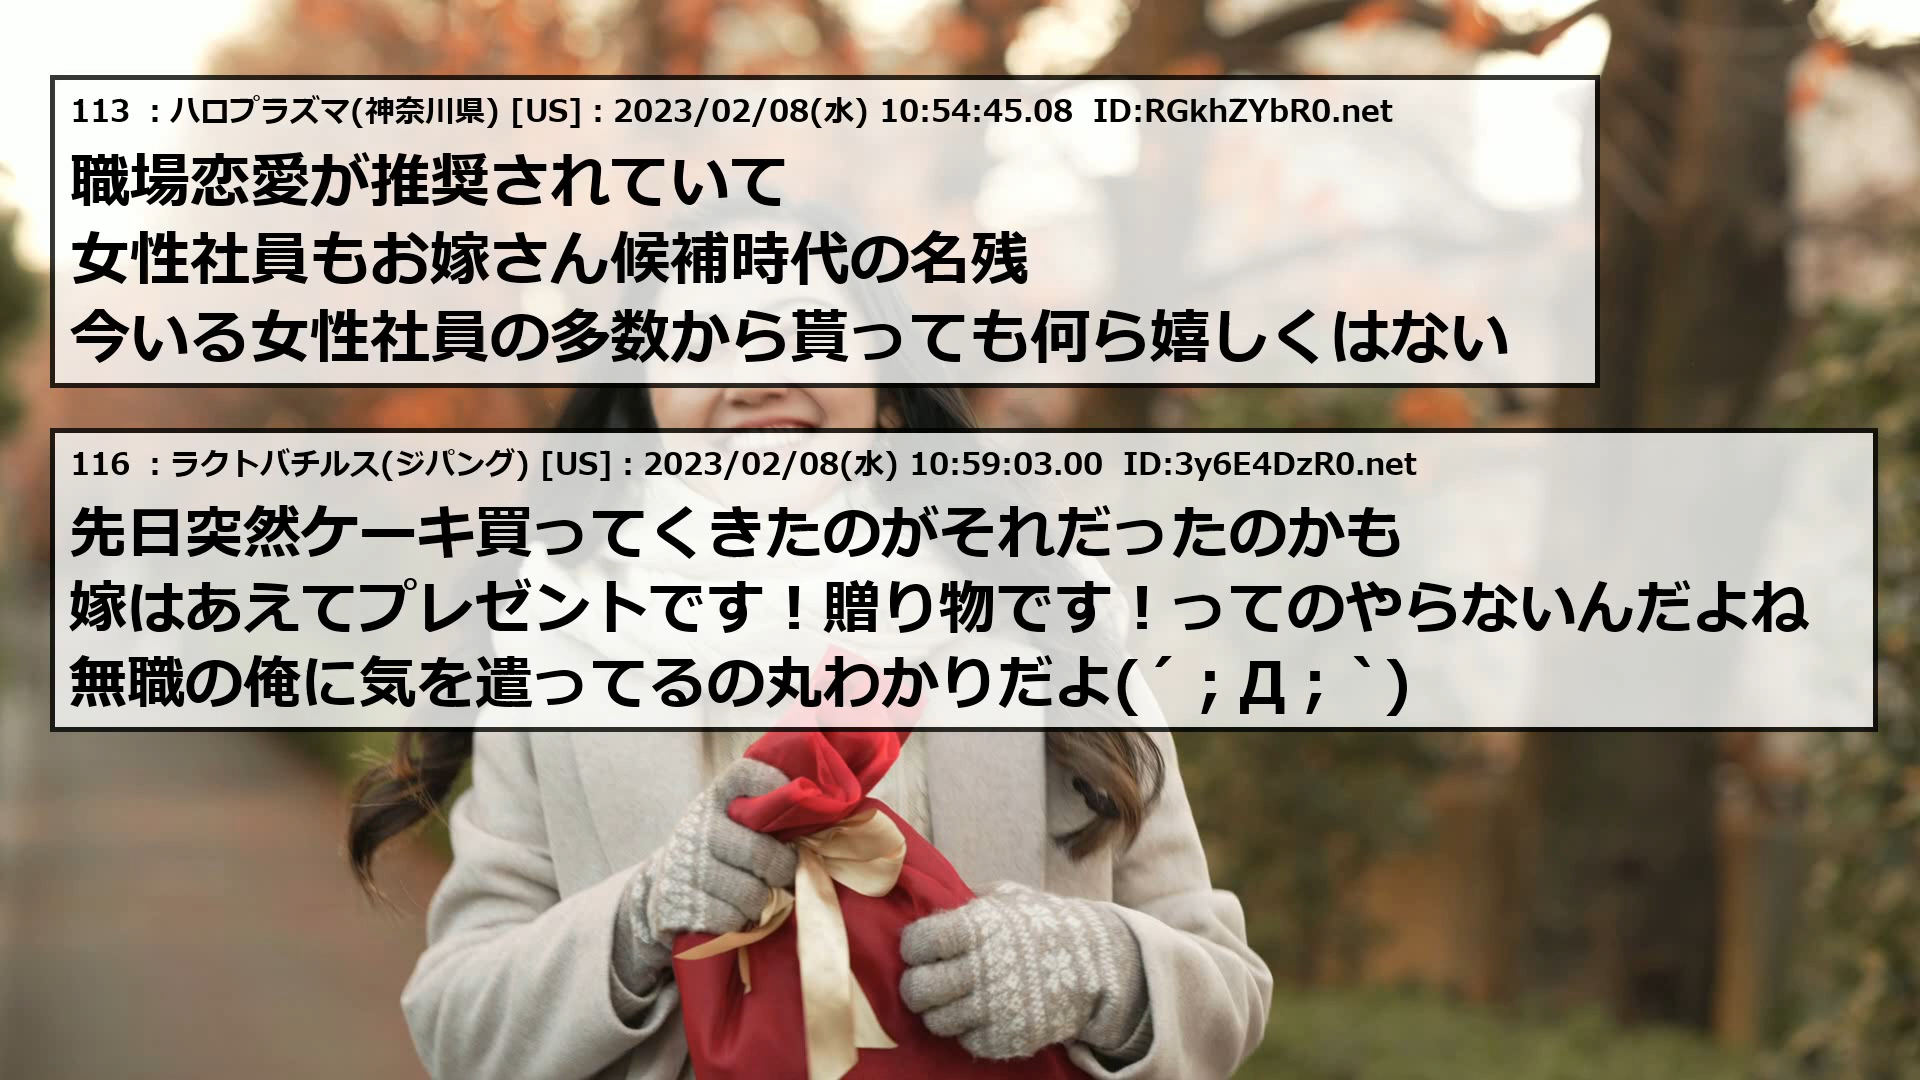 113 ：ハロプラズマ(神奈川県) [US]：2023/02/08(水) 10:54:45.08 ID:RGkhZYbR0.net
職場恋愛が推奨されていて
女性社員もお嫁さん候補時代の名残
今いる女性社員の多数から貰っても何ら嬉しくはない
116 ：ラクトバチルス(ジパング) [US]：2023/02/08(水) 10:59:03.00 ID:3y6E4DzR0.net
先日突然ケーキ買ってくきたのがそれだったのかも
嫁はあえてプレゼントです！贈り物です！ってのやらないんだよね
無職の俺に気を遣ってるの丸わかりだよ(´；Д；`)